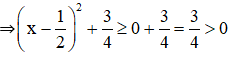 ⇒(x − 1/2)² + 3/4 ≥ 0 + 3/4 = 3/4 > 0